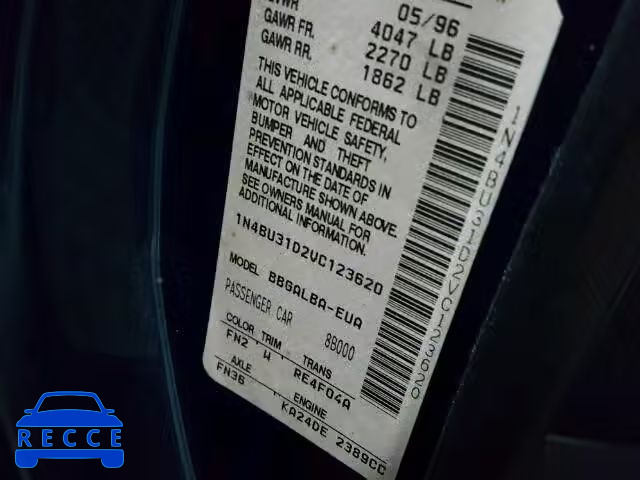 05/96
GVWR 4047 LB
GAWR FR. 2270 LB
GAWR RR. 1862 LB
THIS VEHICLE CONFORMS TO
ALL APPLICABLE FEDERAL
MOTOR VEHICLE SAFETY,
BUMPER AND THEFT
PREVENTION STANDARDS IN
EFFECT ON THE DATE OF
MANUFACTURE SHOWN ABOVE.
SEE OWNERS MANUAL FOR
ADDITIONAL INFORMATION.
1N4BU31D2VC123620
MODEL BBGALBA-EUA
PASSENGER CAR 8B000
COLOR TRIM TRANS
FN2 W RE4F04A
AXLE ENGINE
FN36 KA24DE 2389CC
1N4BU31D2VC123620
RECCE